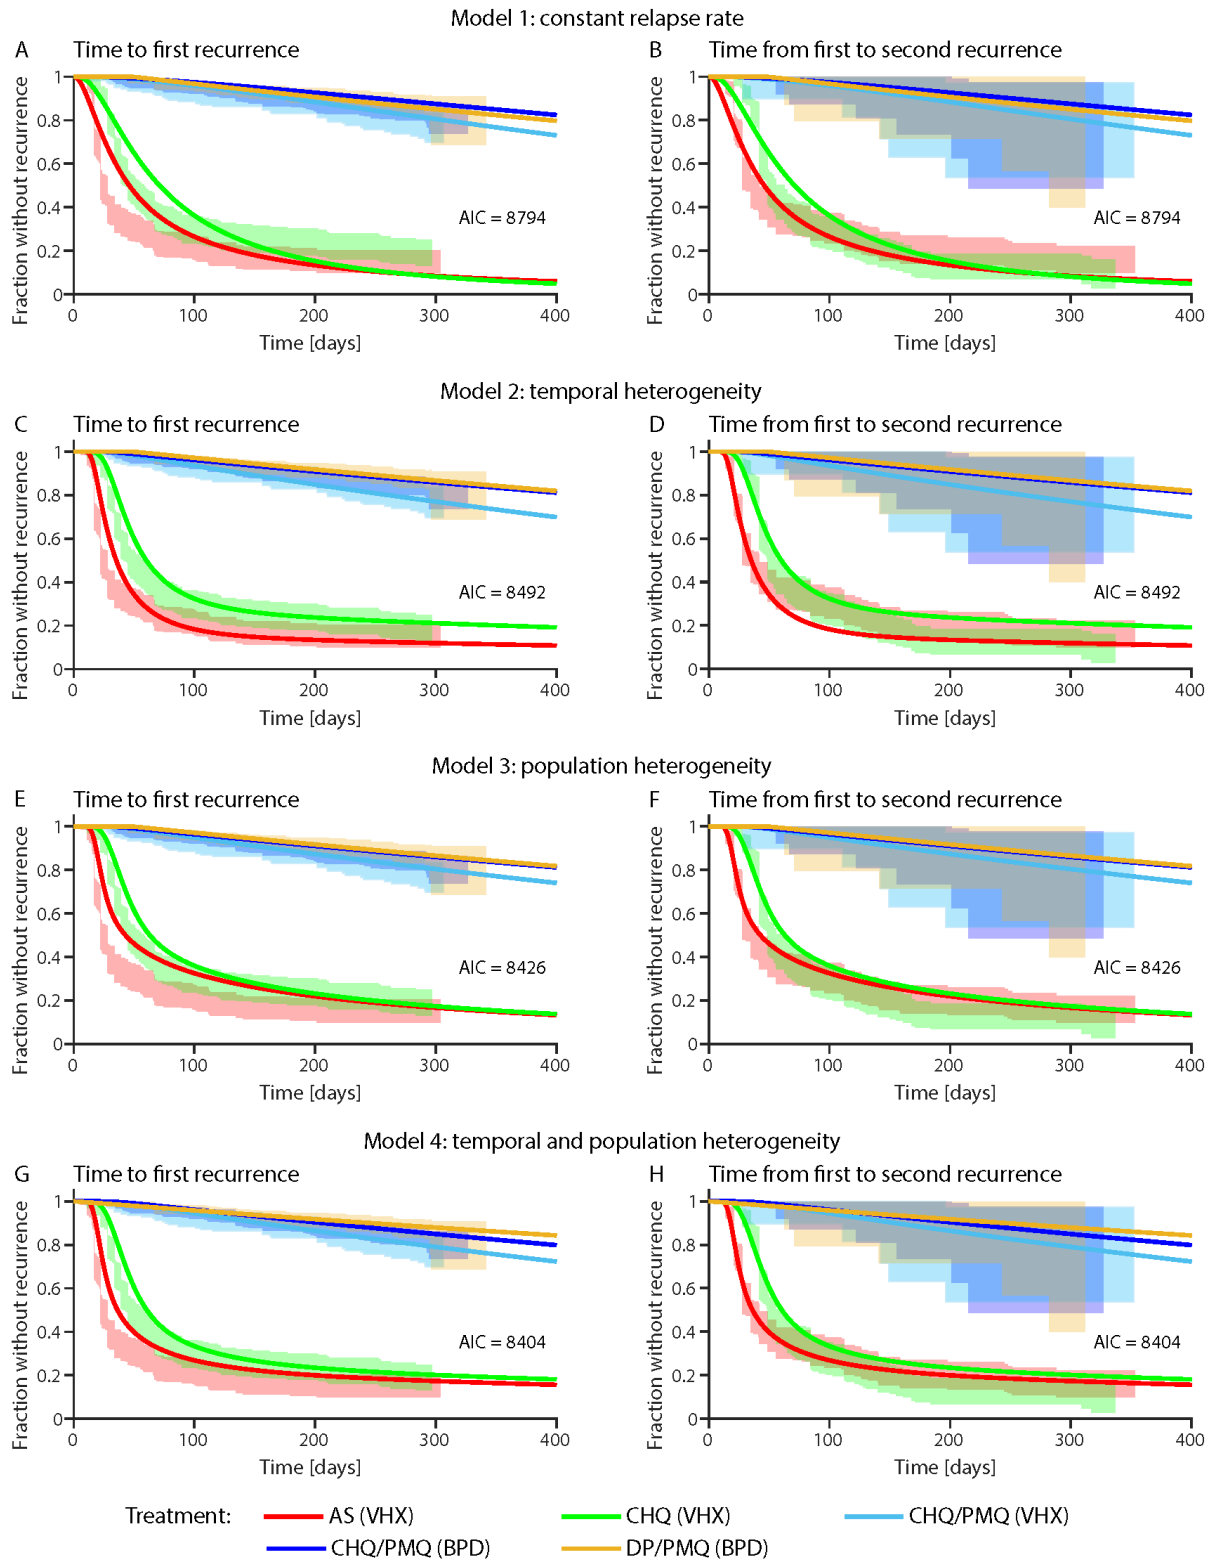 Model 1: constant relapse rate
A Time to first recurrence
Fraction without recurrence
1
0.8
0.6
0.4
0.2
0
AIC = 8794
0 100 200 300 400
Time [days]
B Time from first to second recurrence
Fraction without recurrence
1
0.8
0.6
0.4
0.2
0
AIC = 8794
0 100 200 300 400
Time [days]
Model 2: temporal heterogeneity
C Time to first recurrence
Fraction without recurrence
1
0.8
0.6
0.4
0.2
0
AIC = 8492
0 100 200 300 400
Time [days]
D Time from first to second recurrence
Fraction without recurrence
1
0.8
0.6
0.4
0.2
0
AIC = 8492
0 100 200 300 400
Time [days]
Model 3: population heterogeneity
E Time to first recurrence
Fraction without recurrence
1
0.8
0.6
0.4
0.2
0
AIC = 8426
0 100 200 300 400
Time [days]
F Time from first to second recurrence
Fraction without recurrence
1
0.8
0.6
0.4
0.2
0
AIC = 8426
0 100 200 300 400
Time [days]
Model 4: temporal and population heterogeneity
G Time to first recurrence
Fraction without recurrence
1
0.8
0.6
0.4
0.2
0
AIC = 8404
0 100 200 300 400
Time [days]
H Time from first to second recurrence
Fraction without recurrence
1
0.8
0.6
0.4
0.2
0
AIC = 8404
0 100 200 300 400
Time [days]
Treatment: AS (VHX) CHQ (VHX) CHQ/PMQ (VHX)
CHQ/PMQ (BPD) DP/PMQ (BPD)